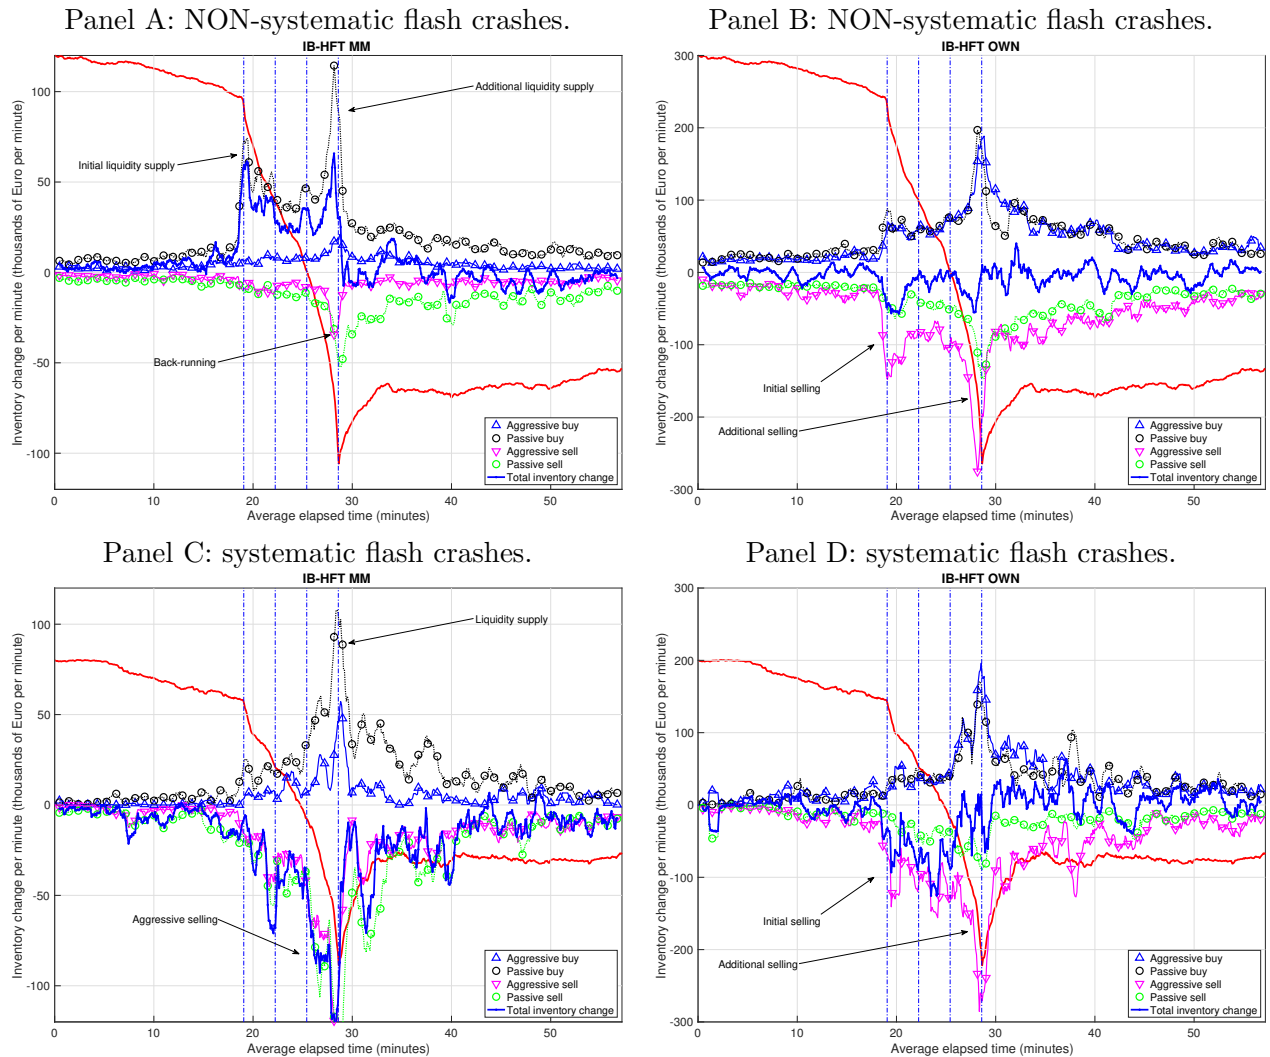 Panel A: NON-systematic flash crashes.
IB-HFT MM
Inventory change per minute (thousands of Euro per minute)
100
50
0
-50
-100
Additional liquidity supply
Initial liquidity supply
Back-running
Aggressive buy
Passive buy
Aggressive sell
Passive sell
Total inventory change
0 10 20 30 40 50
Average elapsed time (minutes)
Panel B: NON-systematic flash crashes.
IB-HFT OWN
Inventory change per minute (thousands of Euro per minute)
300
200
100
0
-100
-200
-300
Initial selling
Additional selling
Aggressive buy
Passive buy
Aggressive sell
Passive sell
Total inventory change
0 10 20 30 40 50
Average elapsed time (minutes)
Panel C: systematic flash crashes.
IB-HFT MM
Inventory change per minute (thousands of Euro per minute)
100
50
0
-50
-100
Liquidity supply
Aggressive selling
Aggressive buy
Passive buy
Aggressive sell
Passive sell
Total inventory change
0 10 20 30 40 50
Average elapsed time (minutes)
Panel D: systematic flash crashes.
IB-HFT OWN
Inventory change per minute (thousands of Euro per minute)
300
200
100
0
-100
-200
-300
Initial selling
Additional selling
Aggressive buy
Passive buy
Aggressive sell
Passive sell
Total inventory change
0 10 20 30 40 50
Average elapsed time (minutes)